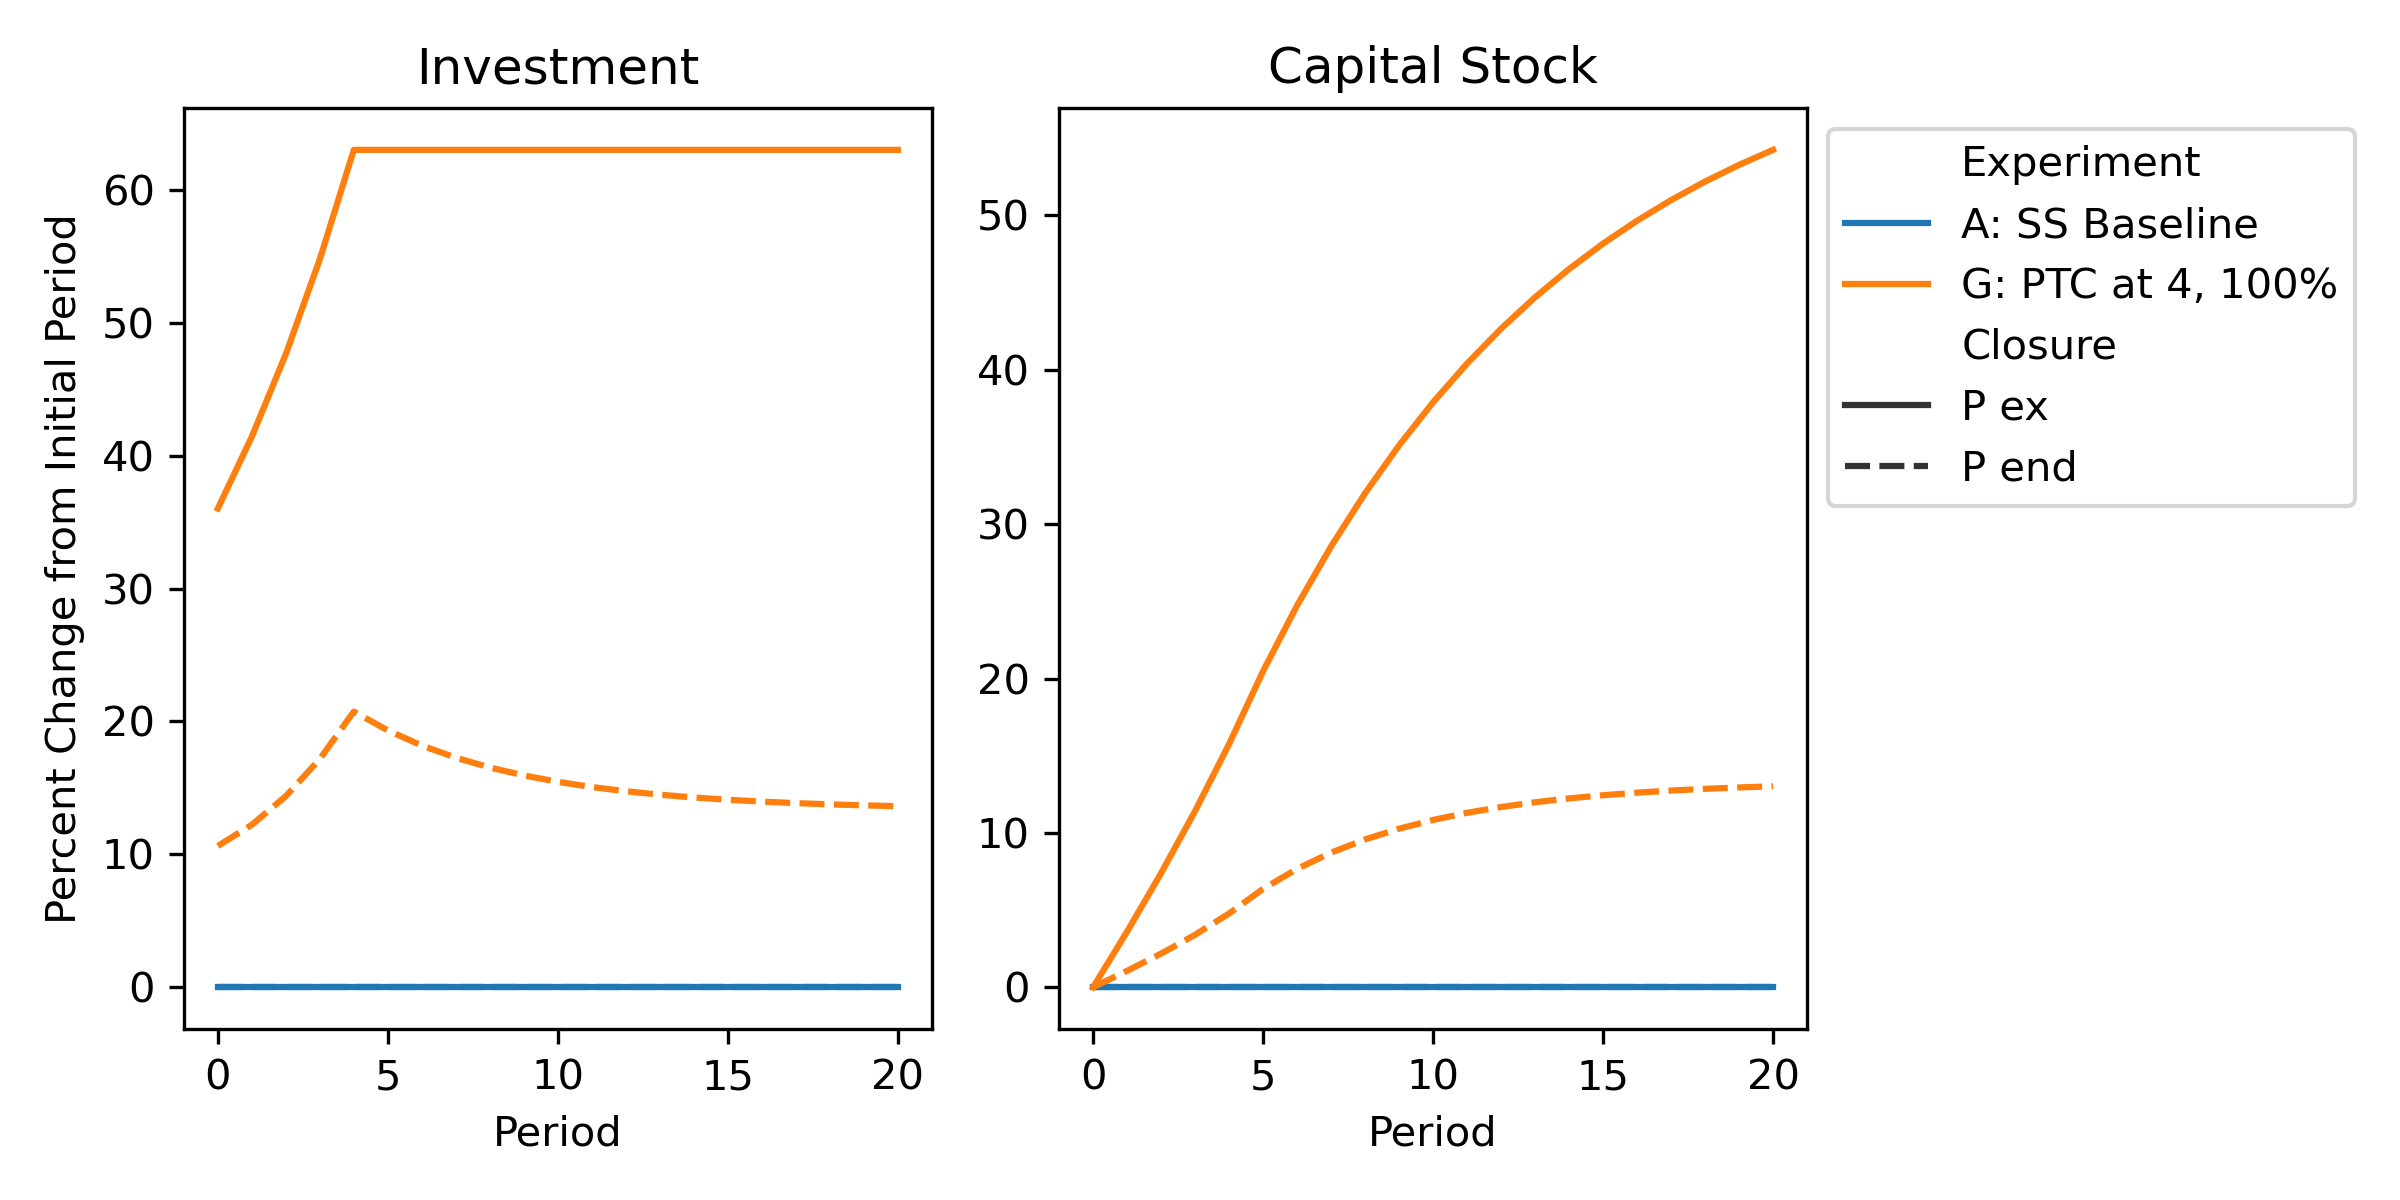 Investment
Capital Stock
Percent Change from Initial Period
60
50
40
30
20
10
0
0
5
10
15
20
Period
50
40
30
20
10
0
0
5
10
15
20
Period
Experiment
A: SS Baseline
G: PTC at 4, 100%
Closure
P ex
P end